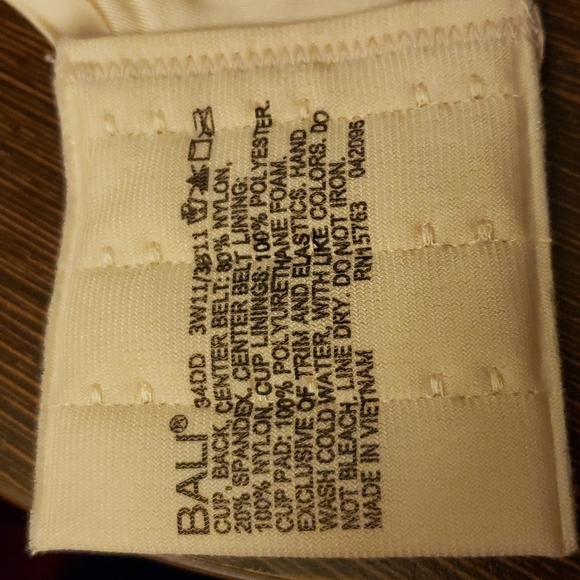 BALI® 34DD 3W11/3B11
CUP, BACK, CENTER BELT: 80% NYLON,
20% SPANDEX, CENTER BELT LINING:
100% NYLON, CUP LININGS: 100% POLYESTER.
CUP PAD: 100% POLYURETHANE FOAM.
EXCLUSIVE OF TRIM AND ELASTICS. HAND
WASH COLD WATER, WITH LIKE COLORS. DO
NOT BLEACH, LINE DRY. DO NOT IRON.
MADE IN VIETNAM RN15763 042096